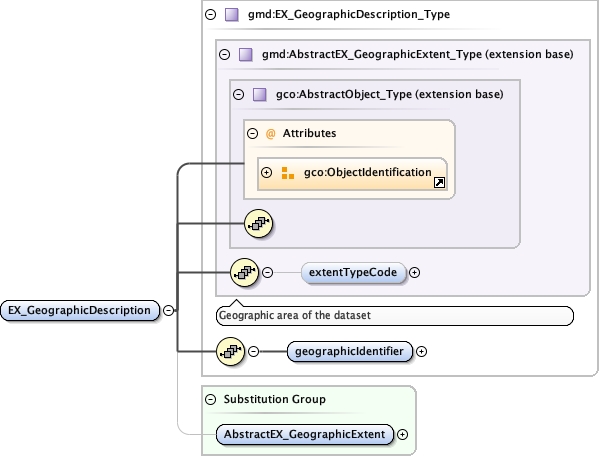 gmd:EX_GeographicDescription_Type
gmd:AbstractEX_GeographicExtent_Type (extension base)
gco:AbstractObject_Type (extension base)
@ Attributes
gco:ObjectIdentification
extentTypeCode
EX_GeographicDescription
Geographic area of the dataset
geographicIdentifier
Substitution Group
AbstractEX_GeographicExtent